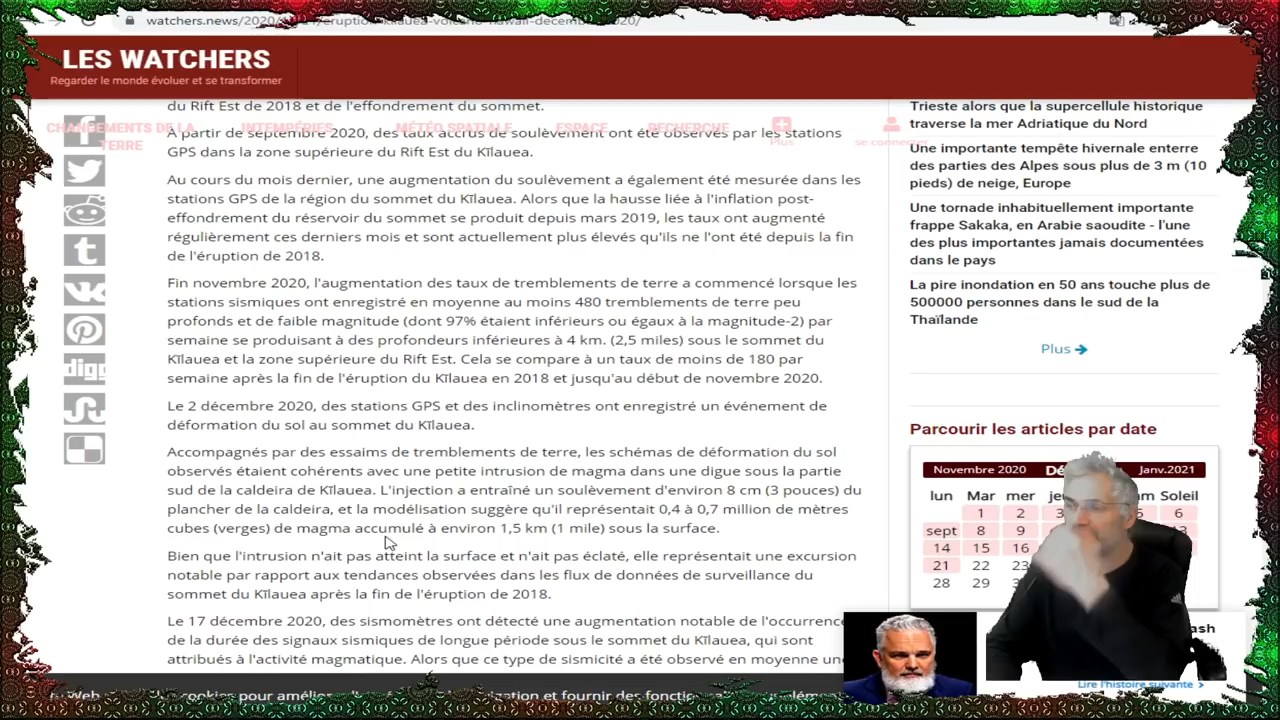 watchers.news/2020/
LES WATCHERS
Regarder le monde évoluer et se transformer
CHANGEMENTS DE LA TERRE
INTEMPÉRIES
MÉTÉO SPATIALE
ESPACE
RECHERCHE
Plus
se connecter
du Rift Est de 2018 et de l'effondrement du sommet.
À partir de septembre 2020, des taux accrus de soulèvement ont été observés par les stations
GPS dans la zone supérieure du Rift Est du Kīlauea.
Au cours du mois dernier, une augmentation du soulèvement a également été mesurée dans les
stations GPS de la région du sommet du Kīlauea. Alors que la hausse liée à l'inflation post-
effondrement du réservoir du sommet se produit depuis mars 2019, les taux ont augmenté
régulièrement ces derniers mois et sont actuellement plus élevés qu'ils ne l'ont été depuis la fin
de l'éruption de 2018.
Fin novembre 2020, l'augmentation des taux de tremblements de terre a commencé lorsque les
stations sismiques ont enregistré en moyenne au moins 480 tremblements de terre peu
profonds et de faible magnitude (dont 97% étaient inférieurs ou égaux à la magnitude-2) par
semaine se produisant à des profondeurs inférieures à 4 km. (2,5 miles) sous le sommet du
Kīlauea et la zone supérieure du Rift Est. Cela se compare à un taux de moins de 180 par
semaine après la fin de l'éruption du Kīlauea en 2018 et jusqu'au début de novembre 2020.
Le 2 décembre 2020, des stations GPS et des inclinomètres ont enregistré un événement de
déformation du sol au sommet du Kīlauea.
Accompagnés par des essaims de tremblements de terre, les schémas de déformation du sol
observés étaient cohérents avec une petite intrusion de magma dans une digue sous la partie
sud de la caldeira de Kīlauea. L'injection a entraîné un soulèvement d'environ 8 cm (3 pouces) du
plancher de la caldeira, et la modélisation suggère qu'il représentait 0,4 à 0,7 million de mètres
cubes (verges) de magma accumulé à environ 1,5 km (1 mile) sous la surface.
Bien que l'intrusion n'ait pas atteint la surface et n'ait pas éclaté, elle représentait une excursion
notable par rapport aux tendances observées dans les flux de données de surveillance du
sommet du Kīlauea après la fin de l'éruption de 2018.
Le 17 décembre 2020, des sismomètres ont détecté une augmentation notable de l'occurrence
de la durée des signaux sismiques de longue période sous le sommet du Kīlauea, qui sont
attribués à l'activité magmatique. Alors que ce type de sismicité a été observé en moyenne une
digg
Trieste alors que la supercellule historique
traverse la mer Adriatique du Nord
Une importante tempête hivernale enterre
des parties des Alpes sous plus de 3 m (10
pieds) de neige, Europe
Une tornade inhabituellement importante
frappe Sakaka, en Arabie saoudite - l'une
des plus importantes jamais documentées
dans le pays
La pire inondation en 50 ans touche plus de
500000 personnes dans le sud de la
Thaïlande
Plus
Parcourir les articles par date
Novembre 2020 Janv.2021
lun Mar mer Soleil
1 2 6
sept 8 9
14 15 16
21 22 23
28 29
Lire l'histoire suivante